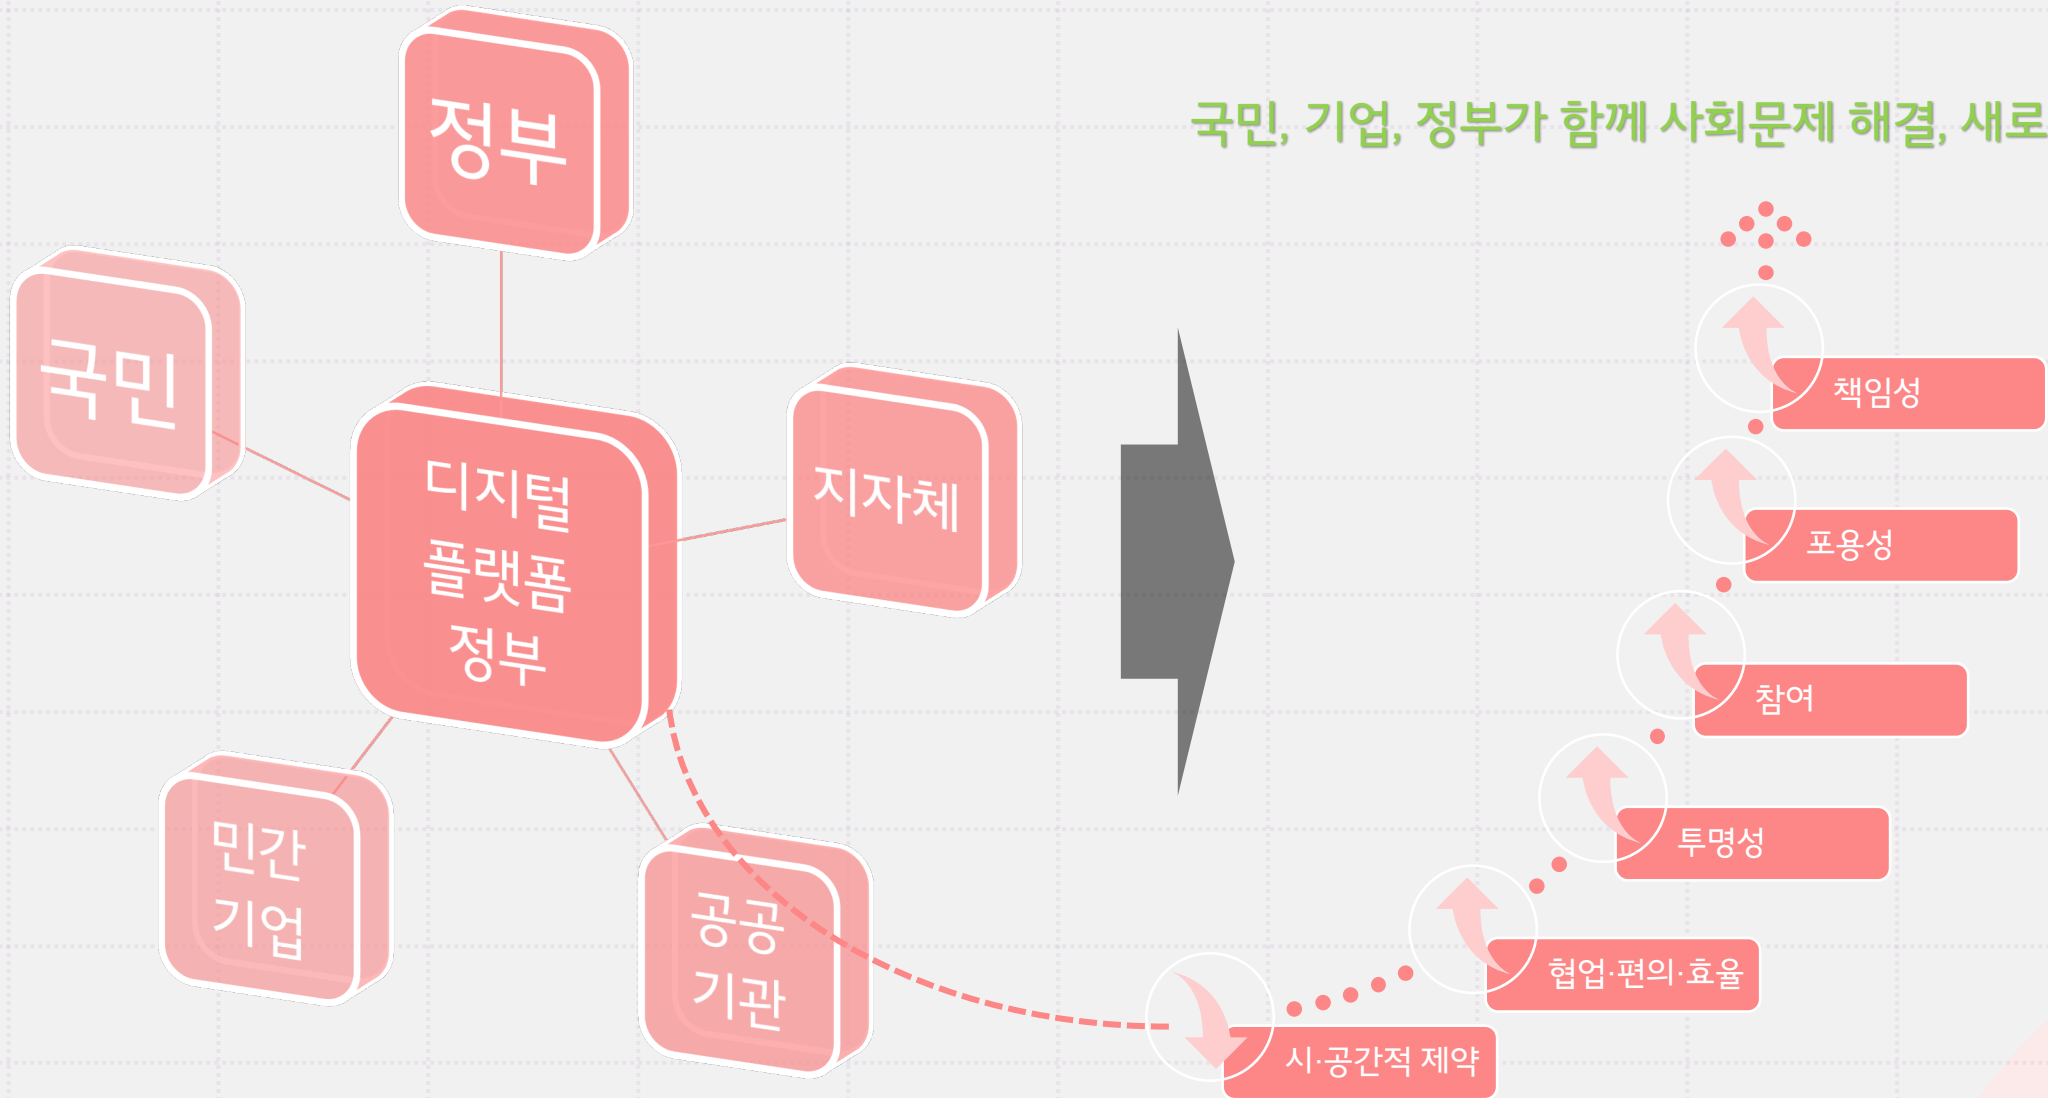 정부
국민, 기업, 정부가 함께 사회문제 해결, 새로
국민
지자체
디지털
플랫폼
정부
민간
기업
공공
기관
책임성
포용성
참여
투명성
협업·편의·효율
시·공간적 제약